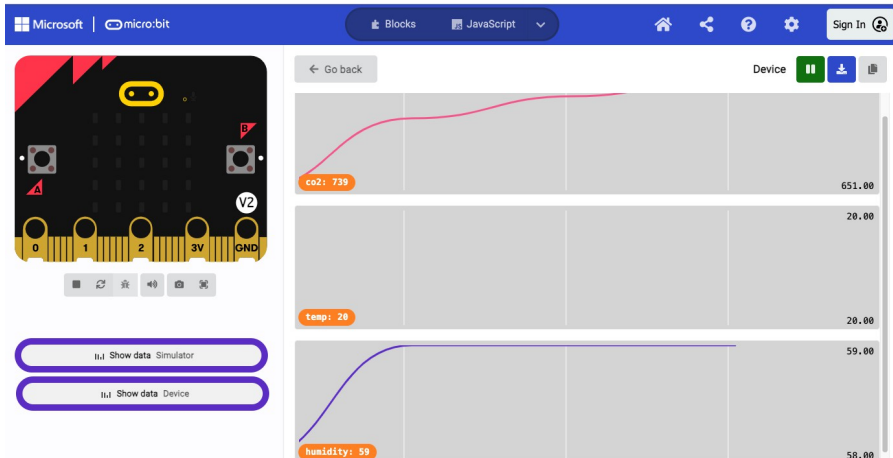 Microsoft micro:bit Blocks JavaScript Sign In
Go back Device
B
A
V2
0 1 2 3V GND
co2: 739
651.00
20.00
temp: 20
20.00
Show data Simulator
Show data Device
59.00
humidity: 59
58.00